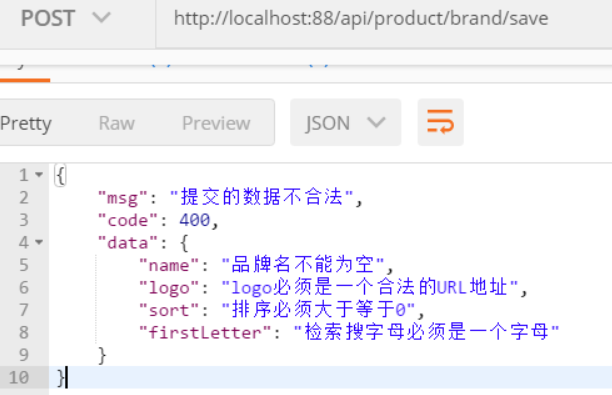 POST
http://localhost:88/api/product/brand/save
Pretty Raw Preview JSON
1 {
2 "msg": "提交的数据不合法",
3 "code": 400,
4 "data": {
5 "name": "品牌名不能为空",
6 "logo": "logo必须是一个合法的URL地址",
7 "sort": "排序必须大于等于0",
8 "firstLetter": "检索搜字母必须是一个字母"
9 }
10 }